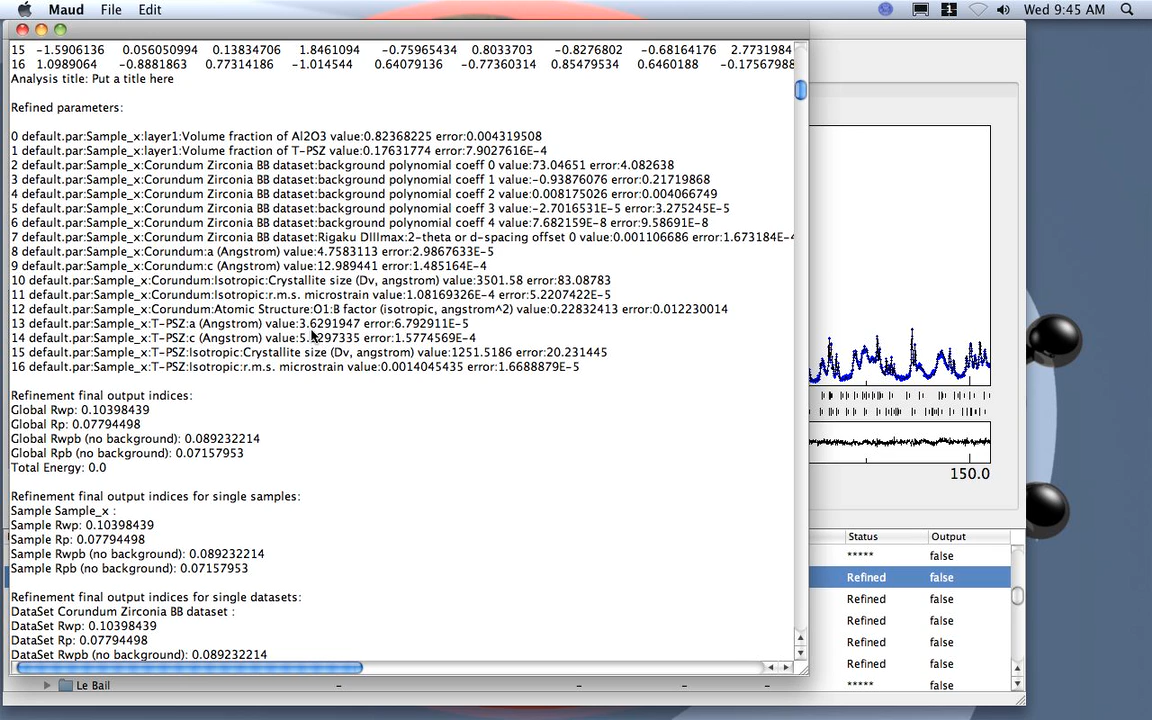 Maud File Edit 1 Wed 9:45 AM
15 -1.5906136 0.056050994 0.13834706 1.8461094 -0.75965434 0.8033703 -0.8276802 -0.68164176 2.7731984
16 1.0989064 -0.8881863 0.77314186 -1.014544 0.64079136 -0.77360314 0.85479534 0.6460188 -0.17567988
Analysis title: Put a title here
Refined parameters:
0 default.par:Sample_x:layer1:Volume fraction of Al2O3 value:0.82368225 error:0.004319508
1 default.par:Sample_x:layer1:Volume fraction of T-PSZ value:0.17631774 error:7.9027616E-4
2 default.par:Sample_x:Corundum Zirconia BB dataset:background polynomial coeff 0 value:73.04651 error:4.082638
3 default.par:Sample_x:Corundum Zirconia BB dataset:background polynomial coeff 1 value:-0.93876076 error:0.21719868
4 default.par:Sample_x:Corundum Zirconia BB dataset:background polynomial coeff 2 value:0.008175026 error:0.004066749
5 default.par:Sample_x:Corundum Zirconia BB dataset:background polynomial coeff 3 value:-2.7016531E-5 error:3.275245E-5
6 default.par:Sample_x:Corundum Zirconia BB dataset:background polynomial coeff 4 value:7.682159E-8 error:9.58691E-8
7 default.par:Sample_x:Corundum Zirconia BB dataset:Rigaku DIIImax:2-theta or d-spacing offset 0 value:0.001106686 error:1.673184E-4
8 default.par:Sample_x:Corundum:a (Angstrom) value:4.7583113 error:2.9867633E-5
9 default.par:Sample_x:Corundum:c (Angstrom) value:12.989441 error:1.485164E-4
10 default.par:Sample_x:Corundum:Isotropic:Crystallite size (Dv, angstrom) value:3501.58 error:83.08783
11 default.par:Sample_x:Corundum:Isotropic:r.m.s. microstrain value:1.08169326E-4 error:5.2207422E-5
12 default.par:Sample_x:Corundum:Atomic Structure:O1:B factor (isotropic, angstrom^2) value:0.22832413 error:0.012230014
13 default.par:Sample_x:T-PSZ:a (Angstrom) value:3.6291947 error:6.792911E-5
14 default.par:Sample_x:T-PSZ:c (Angstrom) error:1.5774569E-4
15 default.par:Sample_x:T-PSZ:Isotropic:Crystallite size (Dv, angstrom) value:1251.5186 error:20.231445
16 default.par:Sample_x:T-PSZ:Isotropic:r.m.s. microstrain value:0.0014045435 error:1.6688879E-5
Refinement final output indices:
Global Rwp: 0.10398439
Global Rp: 0.07794498
Global Rwpb (no background): 0.089232214
Global Rpb (no background): 0.07157953
Total Energy: 0.0
Refinement final output indices for single samples:
Sample Sample_x :
Sample Rwp: 0.10398439
Sample Rp: 0.07794498
Sample Rwpb (no background): 0.089232214
Sample Rpb (no background): 0.07157953
Refinement final output indices for single datasets:
DataSet Corundum Zirconia BB dataset :
DataSet Rwp: 0.10398439
DataSet Rp: 0.07794498
DataSet Rwpb (no background): 0.089232214
150.0
Status Output
***** false
Refined false
Refined false
Refined false
Refined false
Refined false
Le Bail - - - - ***** false